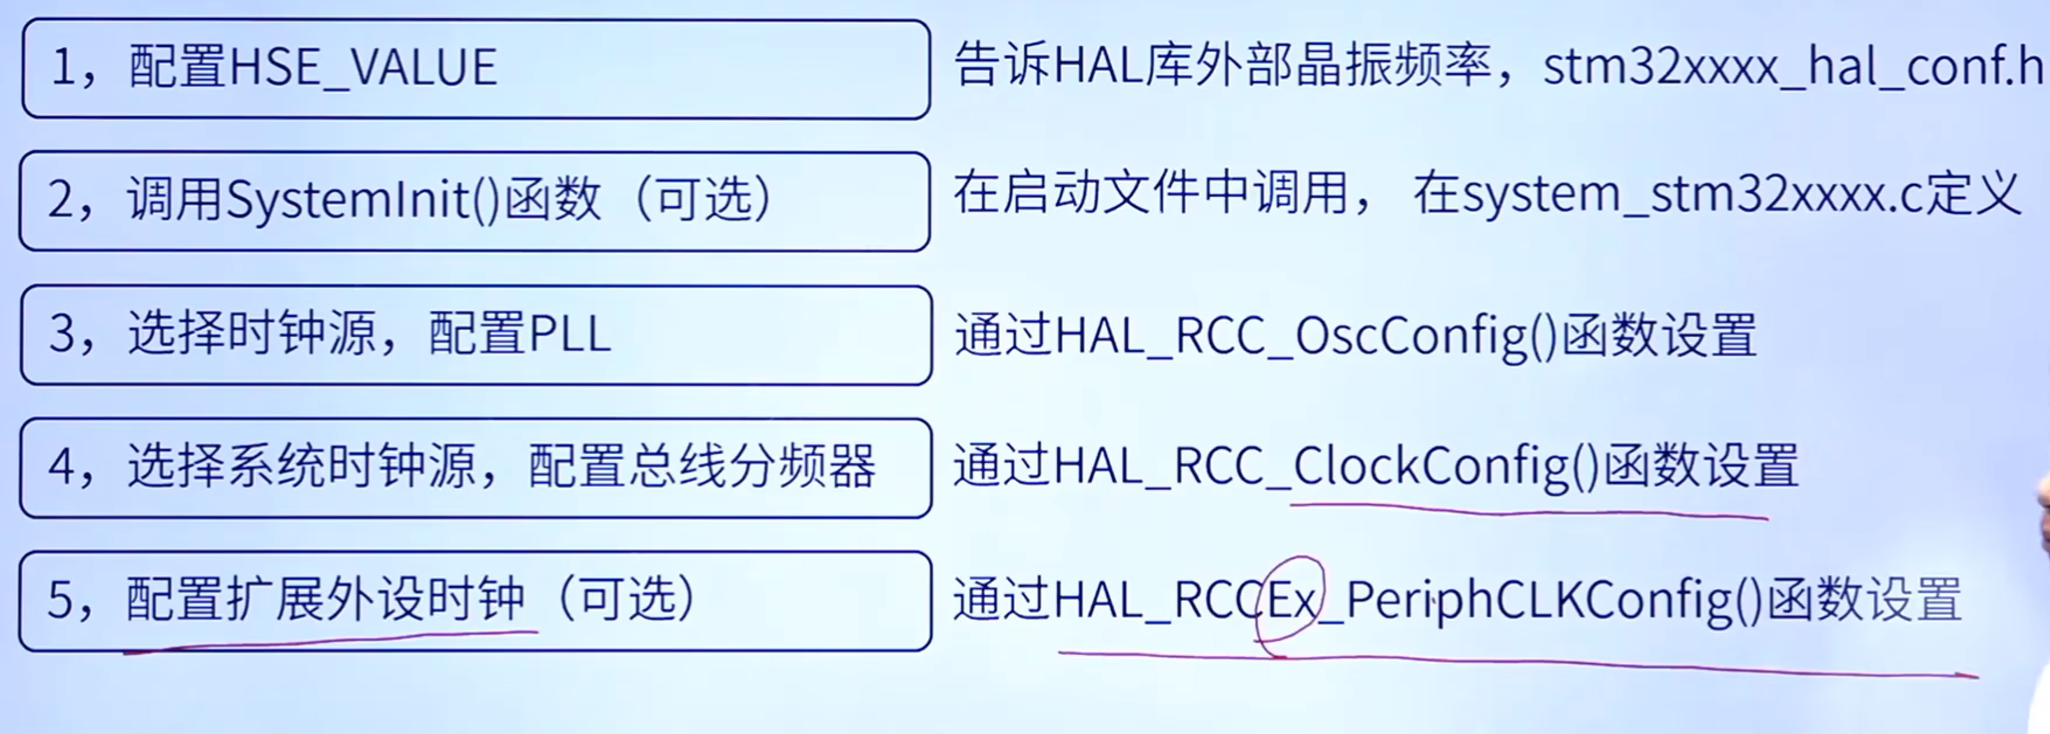 1，配置HSE_VALUE
告诉HAL库外部晶振频率，stm32xxxx_hal_conf.h
2，调用SystemInit()函数（可选）
在启动文件中调用， 在system_stm32xxxx.c定义
3，选择时钟源，配置PLL
通过HAL_RCC_OscConfig()函数设置
4，选择系统时钟源，配置总线分频器
通过HAL_RCC_ClockConfig()函数设置
5，配置扩展外设时钟（可选）
通过HAL_RCCEx_PeriphCLKConfig()函数设置